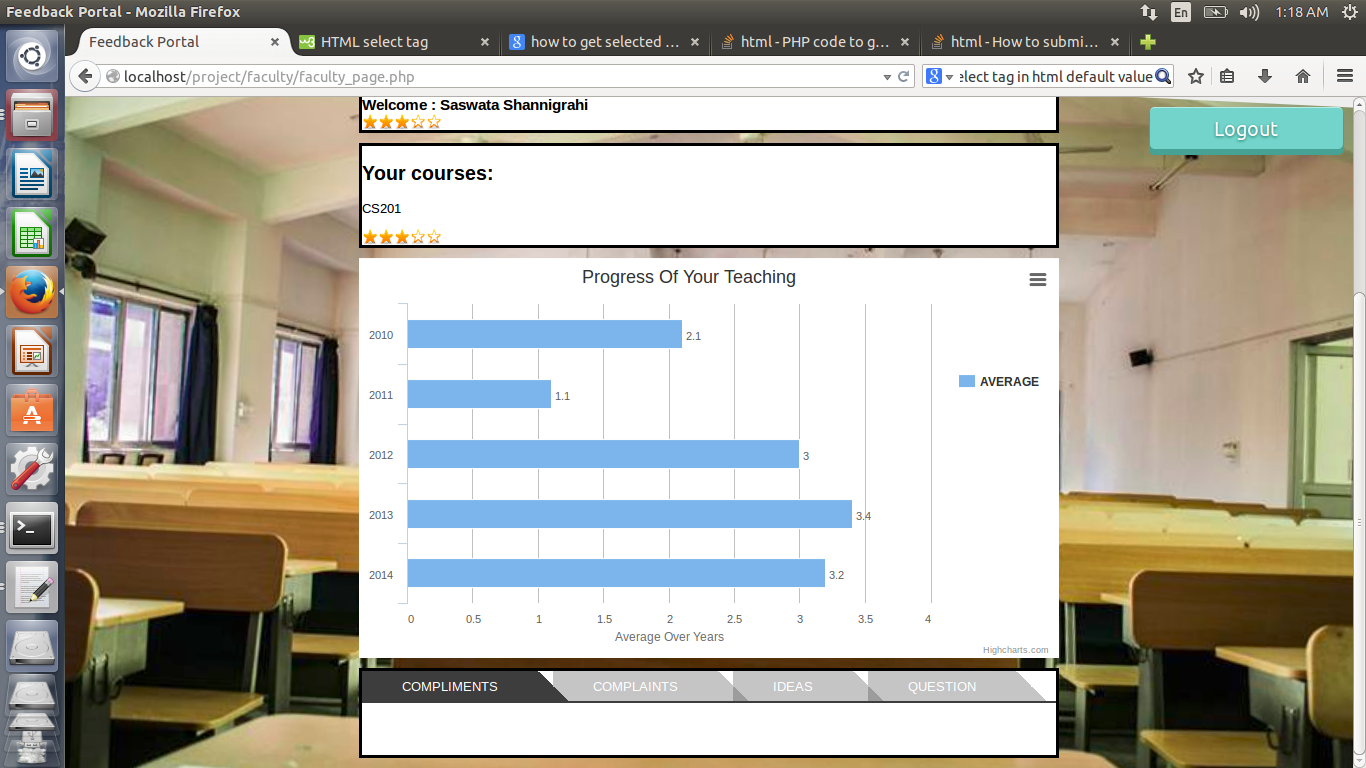 Feedback Portal - Mozilla Firefox
En
1:18 AM
Feedback Portal
HTML select tag
how to get selected ...
html - PHP code to g...
html - How to submi...
localhost/project/faculty/faculty_page.php
elect tag in html default value
Welcome : Saswata Shannigrahi
Logout
Your courses:
CS201
Progress Of Your Teaching
2010
2.1
2011
1.1
2012
3
2013
3.4
2014
3.2
AVERAGE
0 0.5 1 1.5 2 2.5 3 3.5 4
Average Over Years
Highcharts.com
COMPLIMENTS COMPLAINTS IDEAS QUESTION